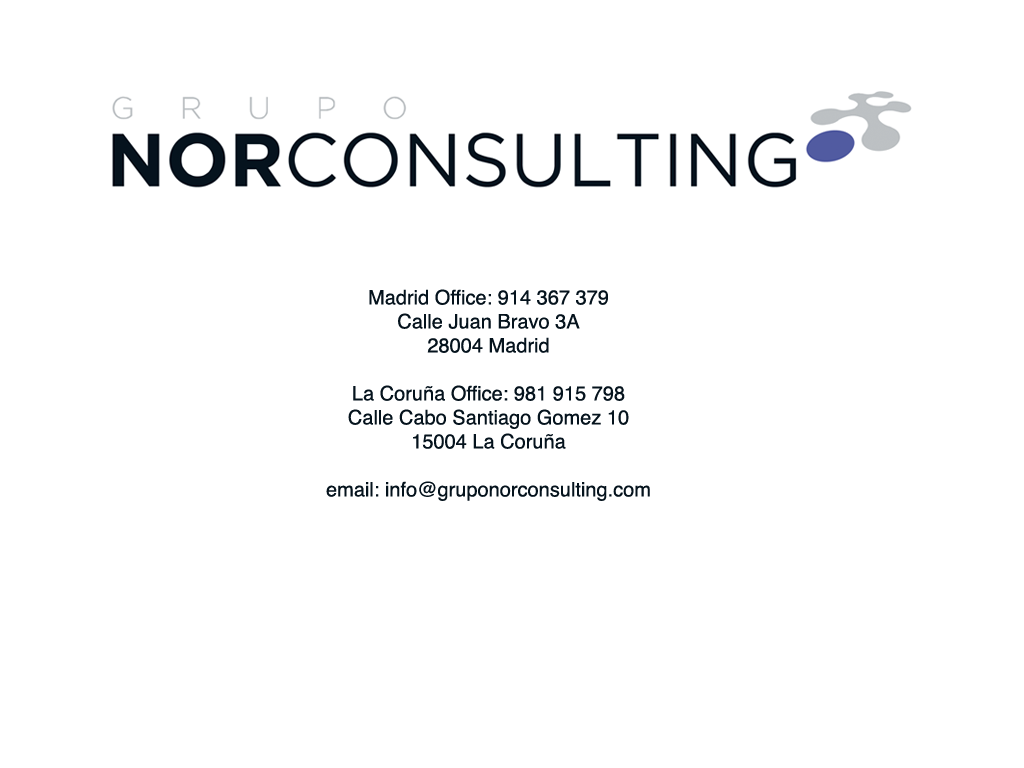 GRUPO
NORCONSULTING
Madrid Office: 914 367 379
Calle Juan Bravo 3A
28004 Madrid
La Coruña Office: 981 915 798
Calle Cabo Santiago Gomez 10
15004 La Coruña
email: info@gruponorconsulting.com